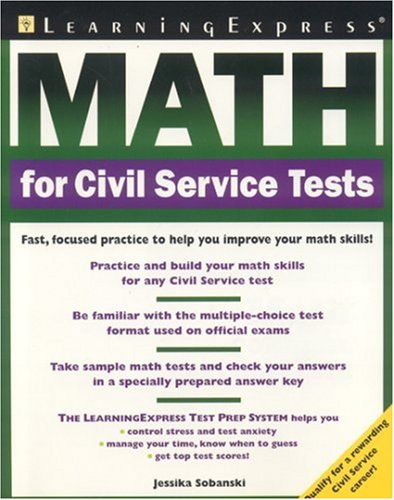 LEARNINGEXPRESS®
MATH
for Civil Service Tests
Fast, focused practice to help you improve your math skills!
Practice and build your math skills
for any Civil Service test
Be familiar with the multiple-choice test
format used on official exams
Take sample math tests and check your answers
in a specially prepared answer key
THE LEARNINGEXPRESS TEST PREP SYSTEM helps you
• control stress and test anxiety
• manage your time, know when to guess
• get top test scores!
Qualify for a rewarding
Civil Service
career!
Jessika Sobanski